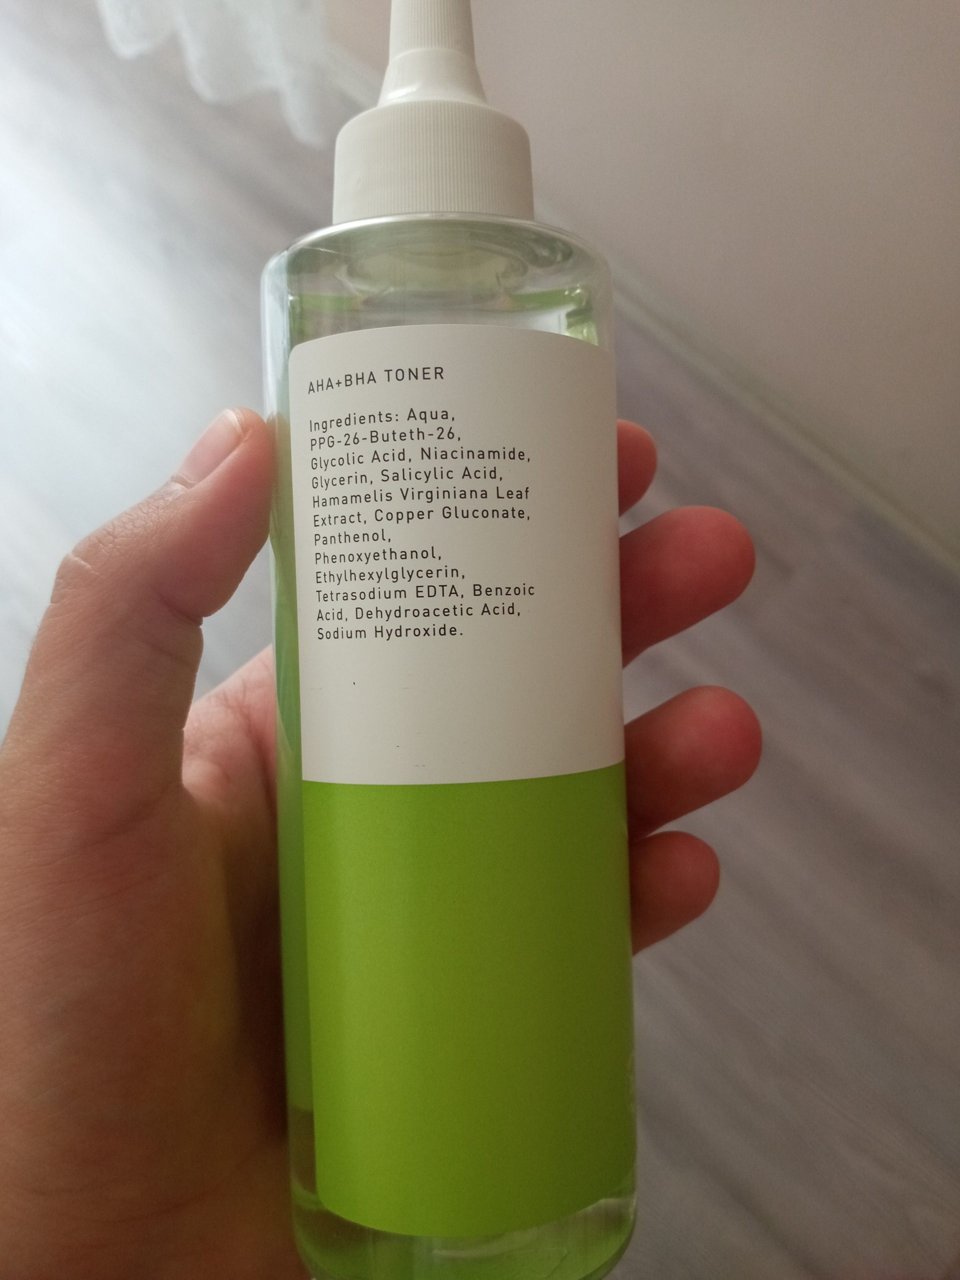 AHA+BHA TONER
Ingredients: Aqua,
PPG-26-Buteth-26,
Glycolic Acid, Niacinamide,
Glycerin, Salicylic Acid,
Hamamelis Virginiana Leaf
Extract, Copper Gluconate,
Panthenol,
Phenoxyethanol,
Ethylhexylglycerin,
Tetrasodium EDTA, Benzoic
Acid, Dehydroacetic Acid,
Sodium Hydroxide.